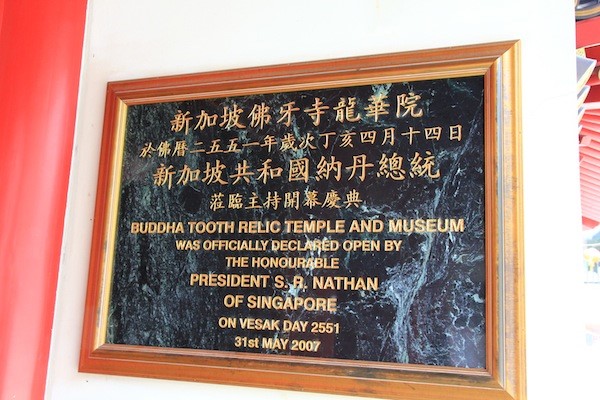 新加坡佛牙寺龍華院
於佛曆二五五一年歲次丁亥四月十四日
新加坡共和國納丹總統
蒞臨主持開幕慶典
BUDDHA TOOTH RELIC TEMPLE AND MUSEUM
WAS OFFICIALLY DECLARED OPEN BY
THE HONOURABLE
PRESIDENT S. R. NATHAN
OF SINGAPORE
ON VESAK DAY 2551
31st MAY 2007